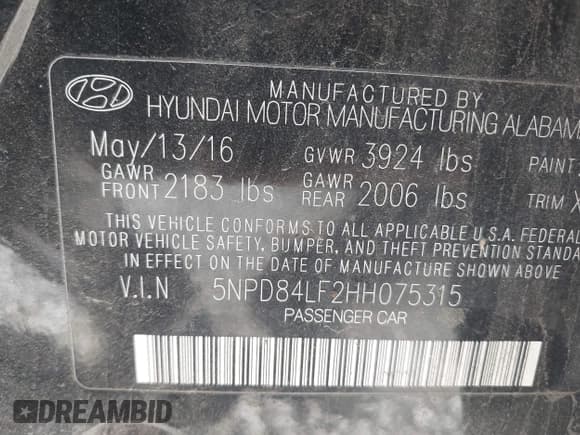 MANUFACTURED BY
HYUNDAI MOTOR MANUFACTURING ALABAMA
May/13/16 GVWR 3924 lbs PAINT
GAWR FRONT 2183 lbs GAWR REAR 2006 lbs TRIM X
THIS VEHICLE CONFORMS TO ALL APPLICABLE U.S.A. FEDERAL
MOTOR VEHICLE SAFETY, BUMPER, AND THEFT PREVENTION STANDA
IN EFFECT ON THE DATE OF MANUFACTURE SHOWN ABOVE
V.I.N 5NPD84LF2HH075315
PASSENGER CAR
DREAMBID